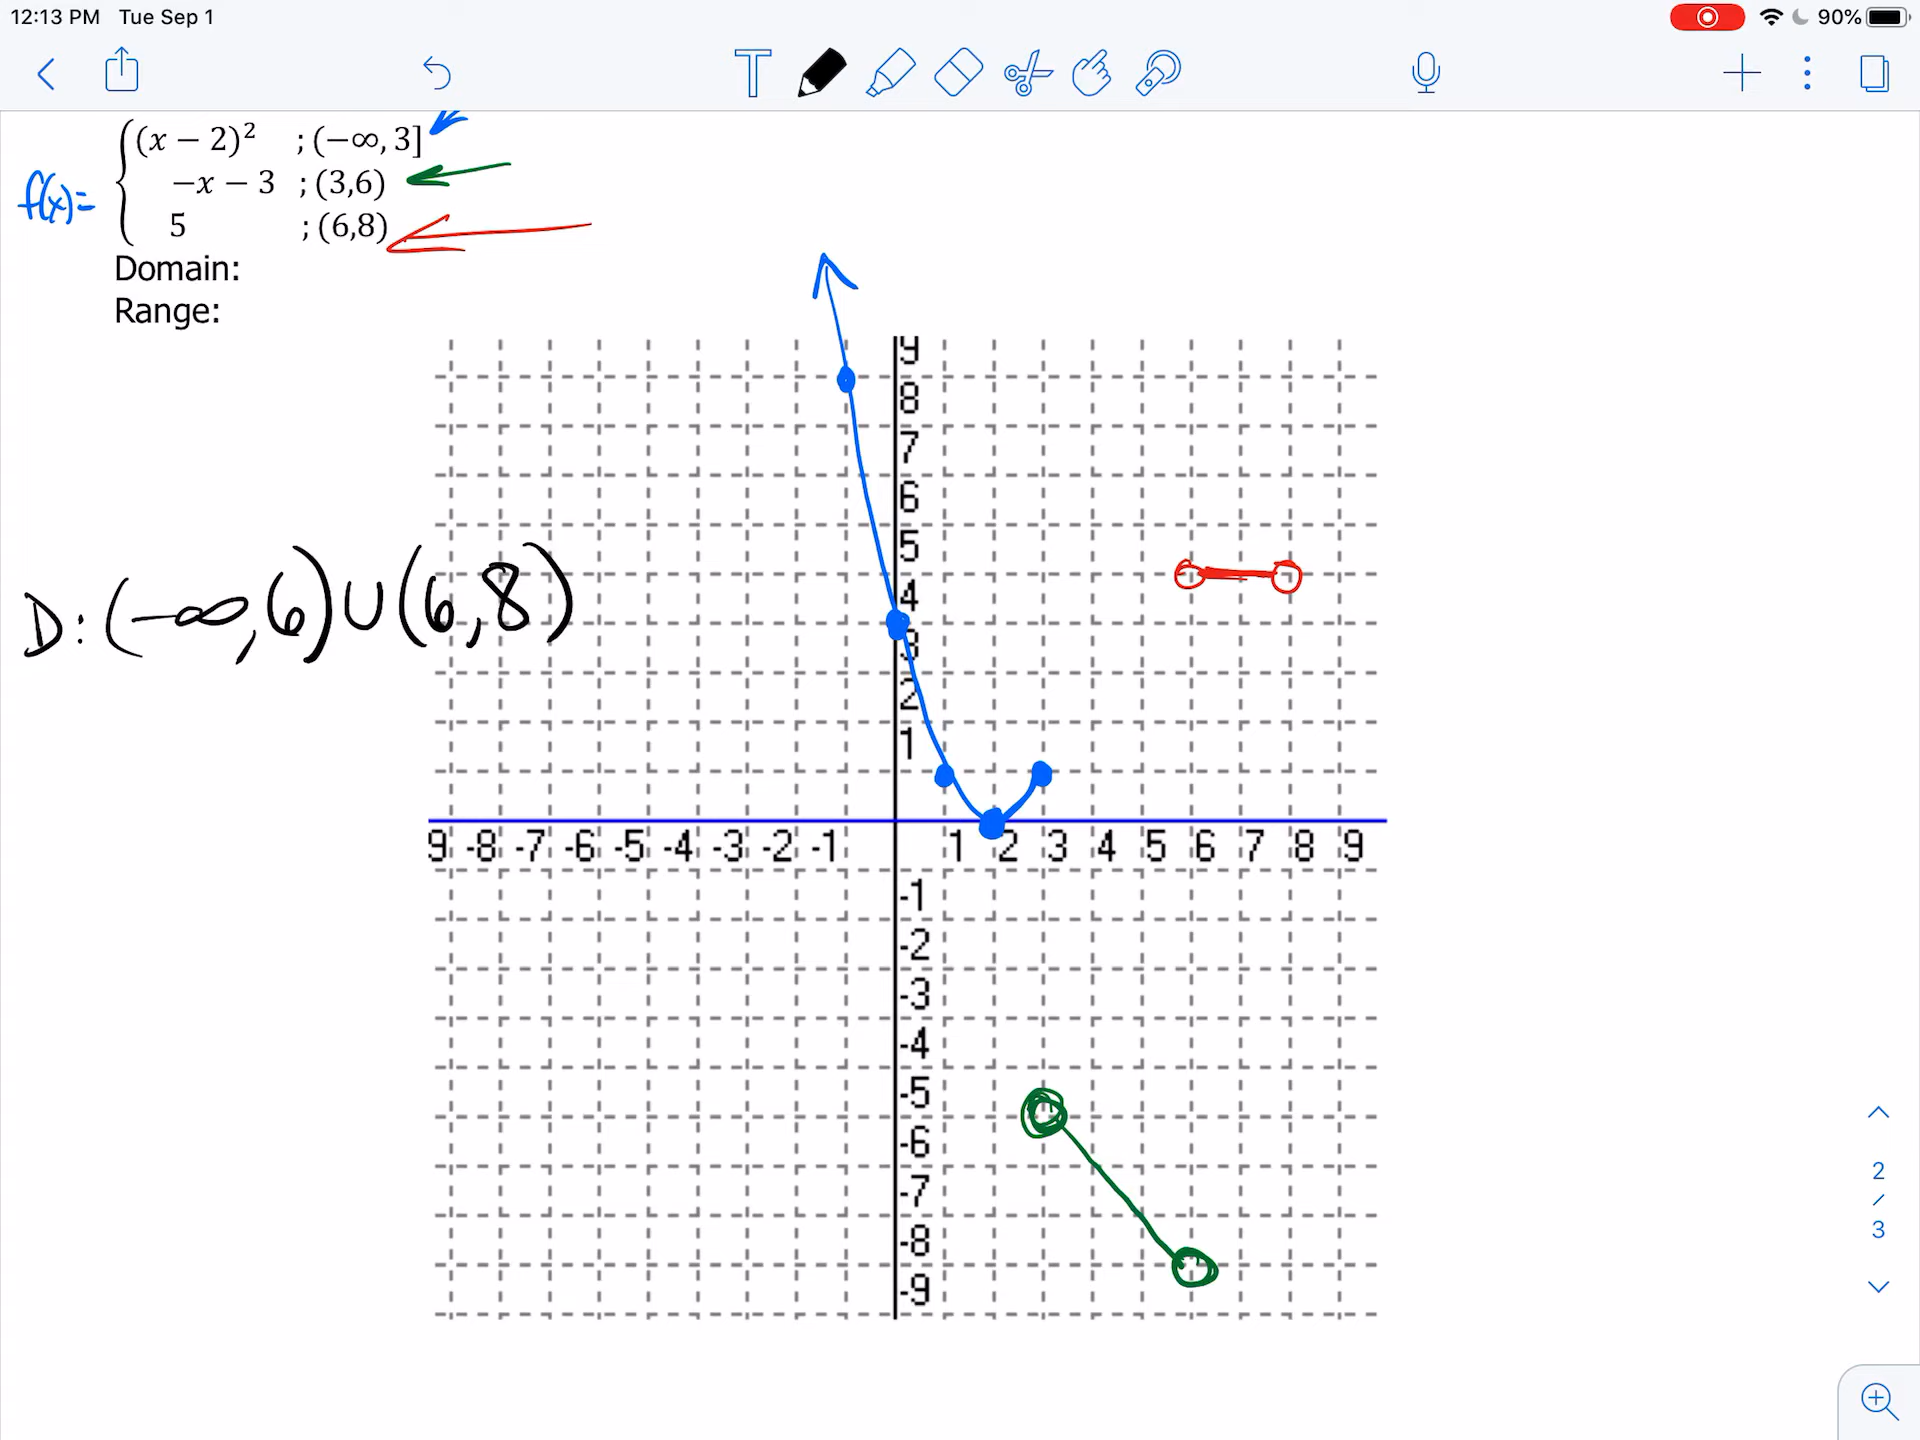 12:13 PM Tue Sep 1 90%
T
f(x)=
(x − 2)² ; (−∞, 3]
−x − 3 ; (3,6)
5 ; (6,8)
Domain:
Range:
D: (-∞, 6) ∪ (6, 8)
9
8
7
6
5
4
3
2
1
9 -8 -7 -6 -5 -4 -3 -2 -1 1 2 3 4 5 6 7 8 9
-1
-2
-3
-4
-5
-6
-7
-8
-9
2
/
3